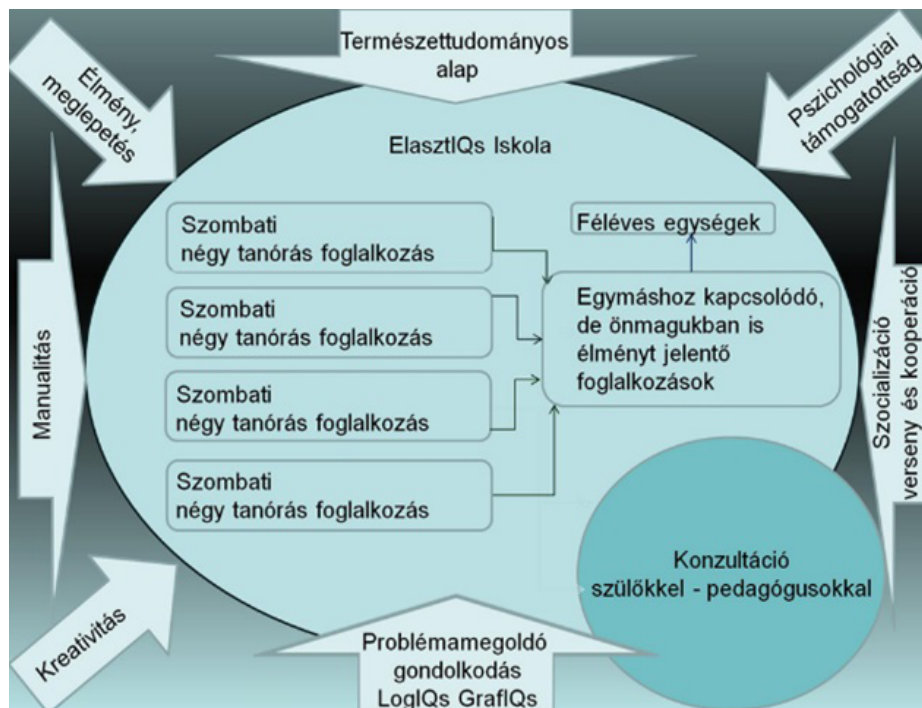 Természettudományos
alap
Élmény,
meglepetés
Pszichológiai
támogatottság
ElasztIQs Iskola
Szombati
négy tanórás foglalkozás
Féléves egységek
Szombati
négy tanórás foglalkozás
Egymáshoz kapcsolódó,
de önmagukban is
élményt jelentő
foglalkozások
Szombati
négy tanórás foglalkozás
Szombati
négy tanórás foglalkozás
Manualitás
Szocializáció
verseny és kooperáció
Konzultáció
szülőkkel - pedagógusokkal
Kreativitás
Problémamegoldó
gondolkodás
LogIQs GrafIQs